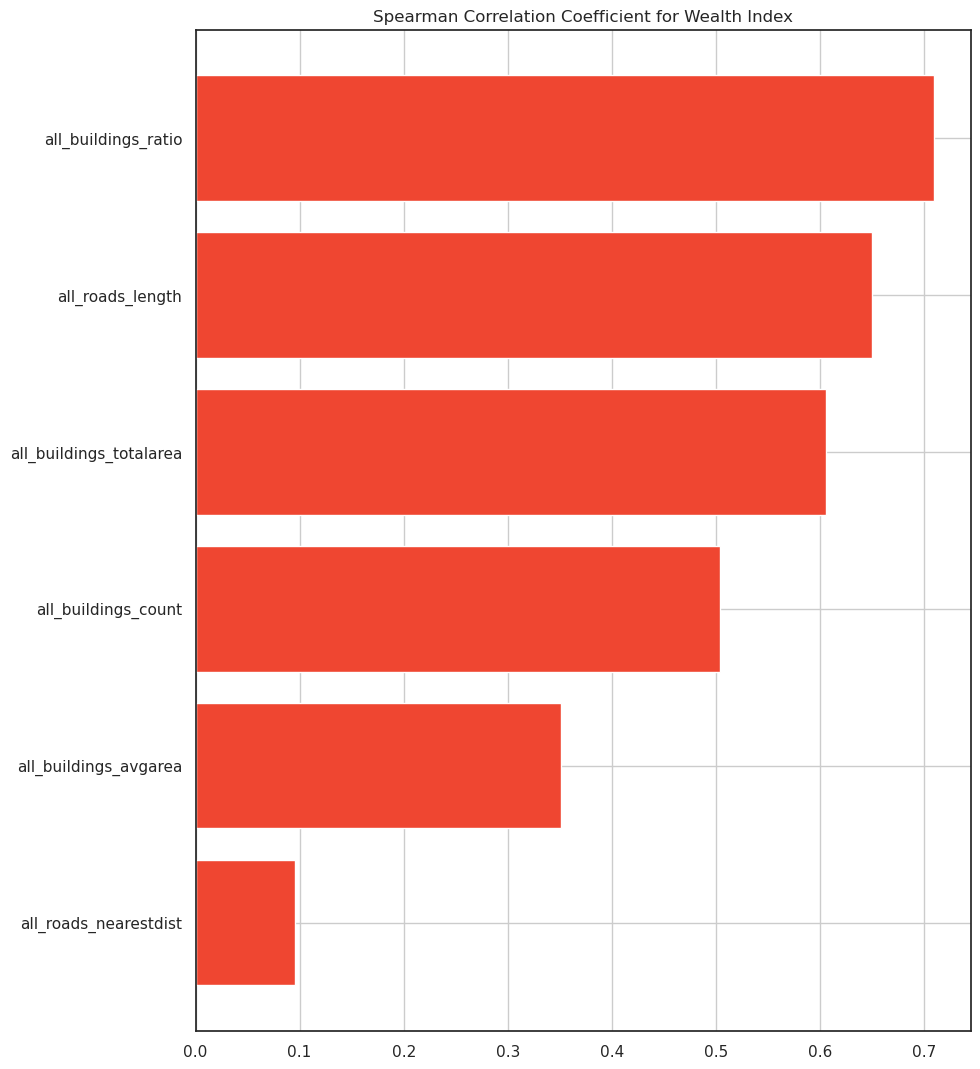 Spearman Correlation Coefficient for Wealth Index
all_buildings_ratio
all_roads_length
all_buildings_totalarea
all_buildings_count
all_buildings_avgarea
all_roads_nearestdist
0.0 0.1 0.2 0.3 0.4 0.5 0.6 0.7